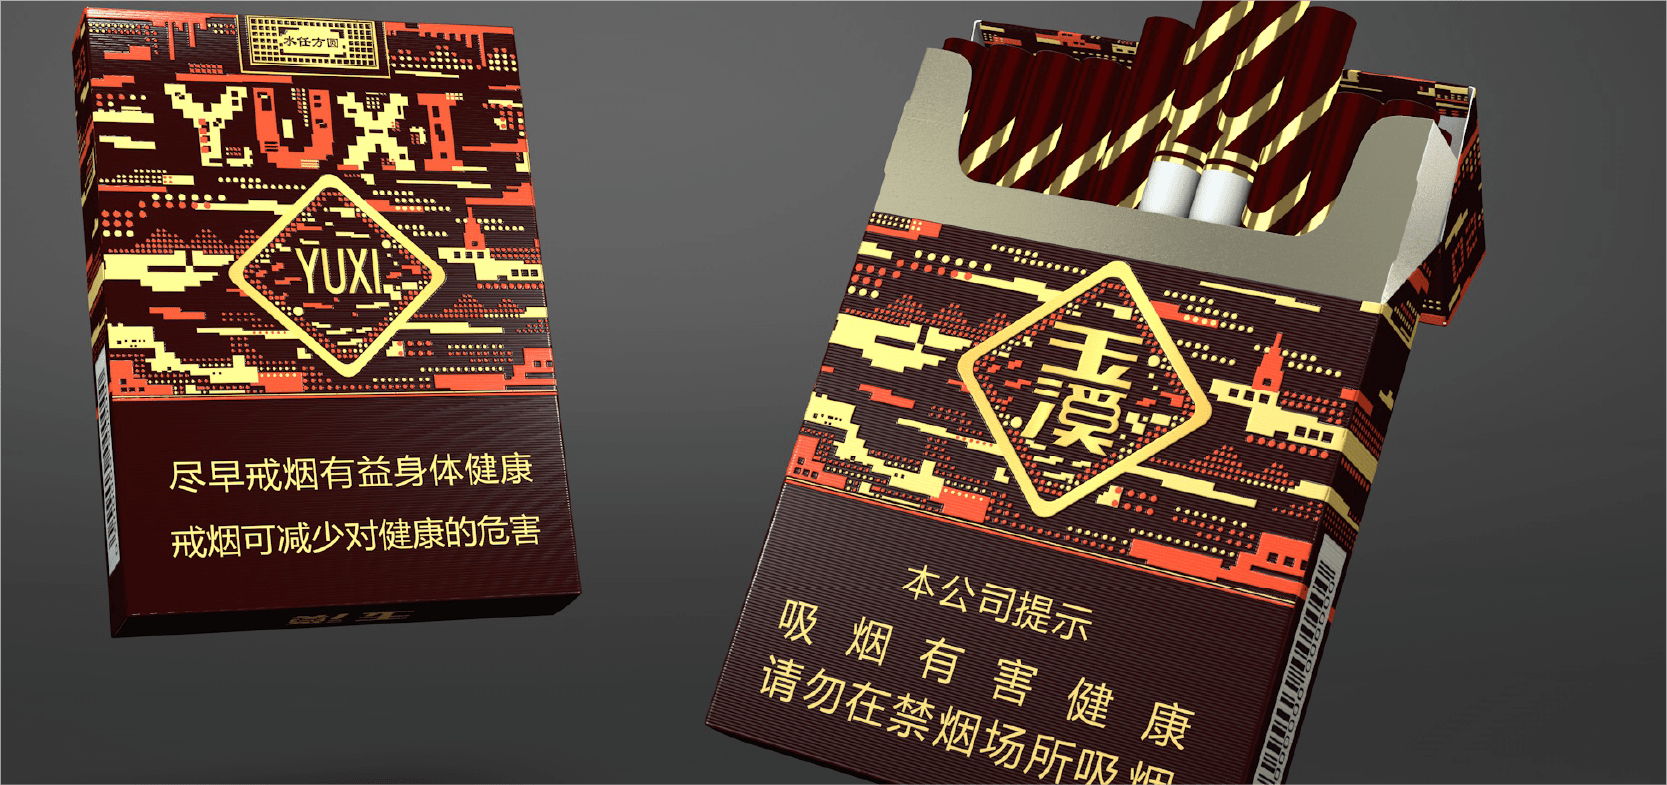 水任方圆
YUXI
YUXI
尽早戒烟有益身体健康
戒烟可减少对健康的危害
玉溪
本公司提示
吸烟有害健康
请勿在禁烟场所吸烟